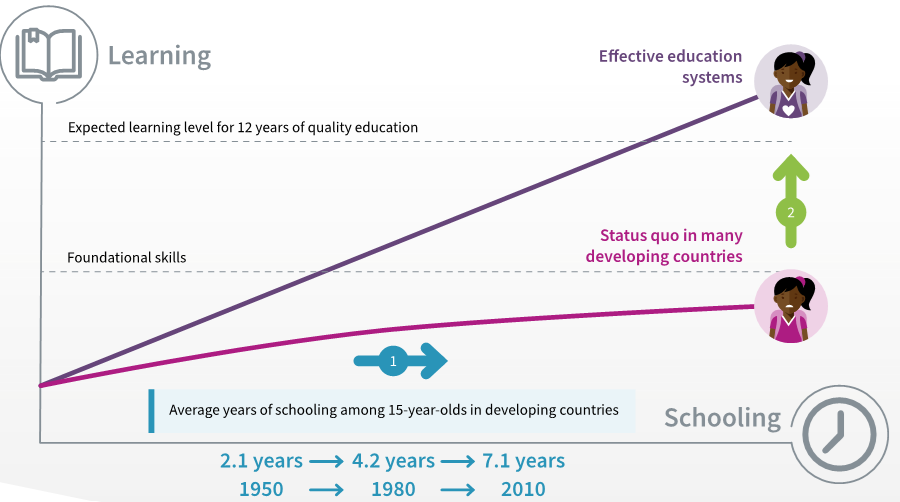 Learning
Effective education
systems
Expected learning level for 12 years of quality education
2
Status quo in many
developing countries
Foundational skills
1
Average years of schooling among 15-year-olds in developing countries
Schooling
2.1 years → 4.2 years → 7.1 years
1950 → 1980 → 2010